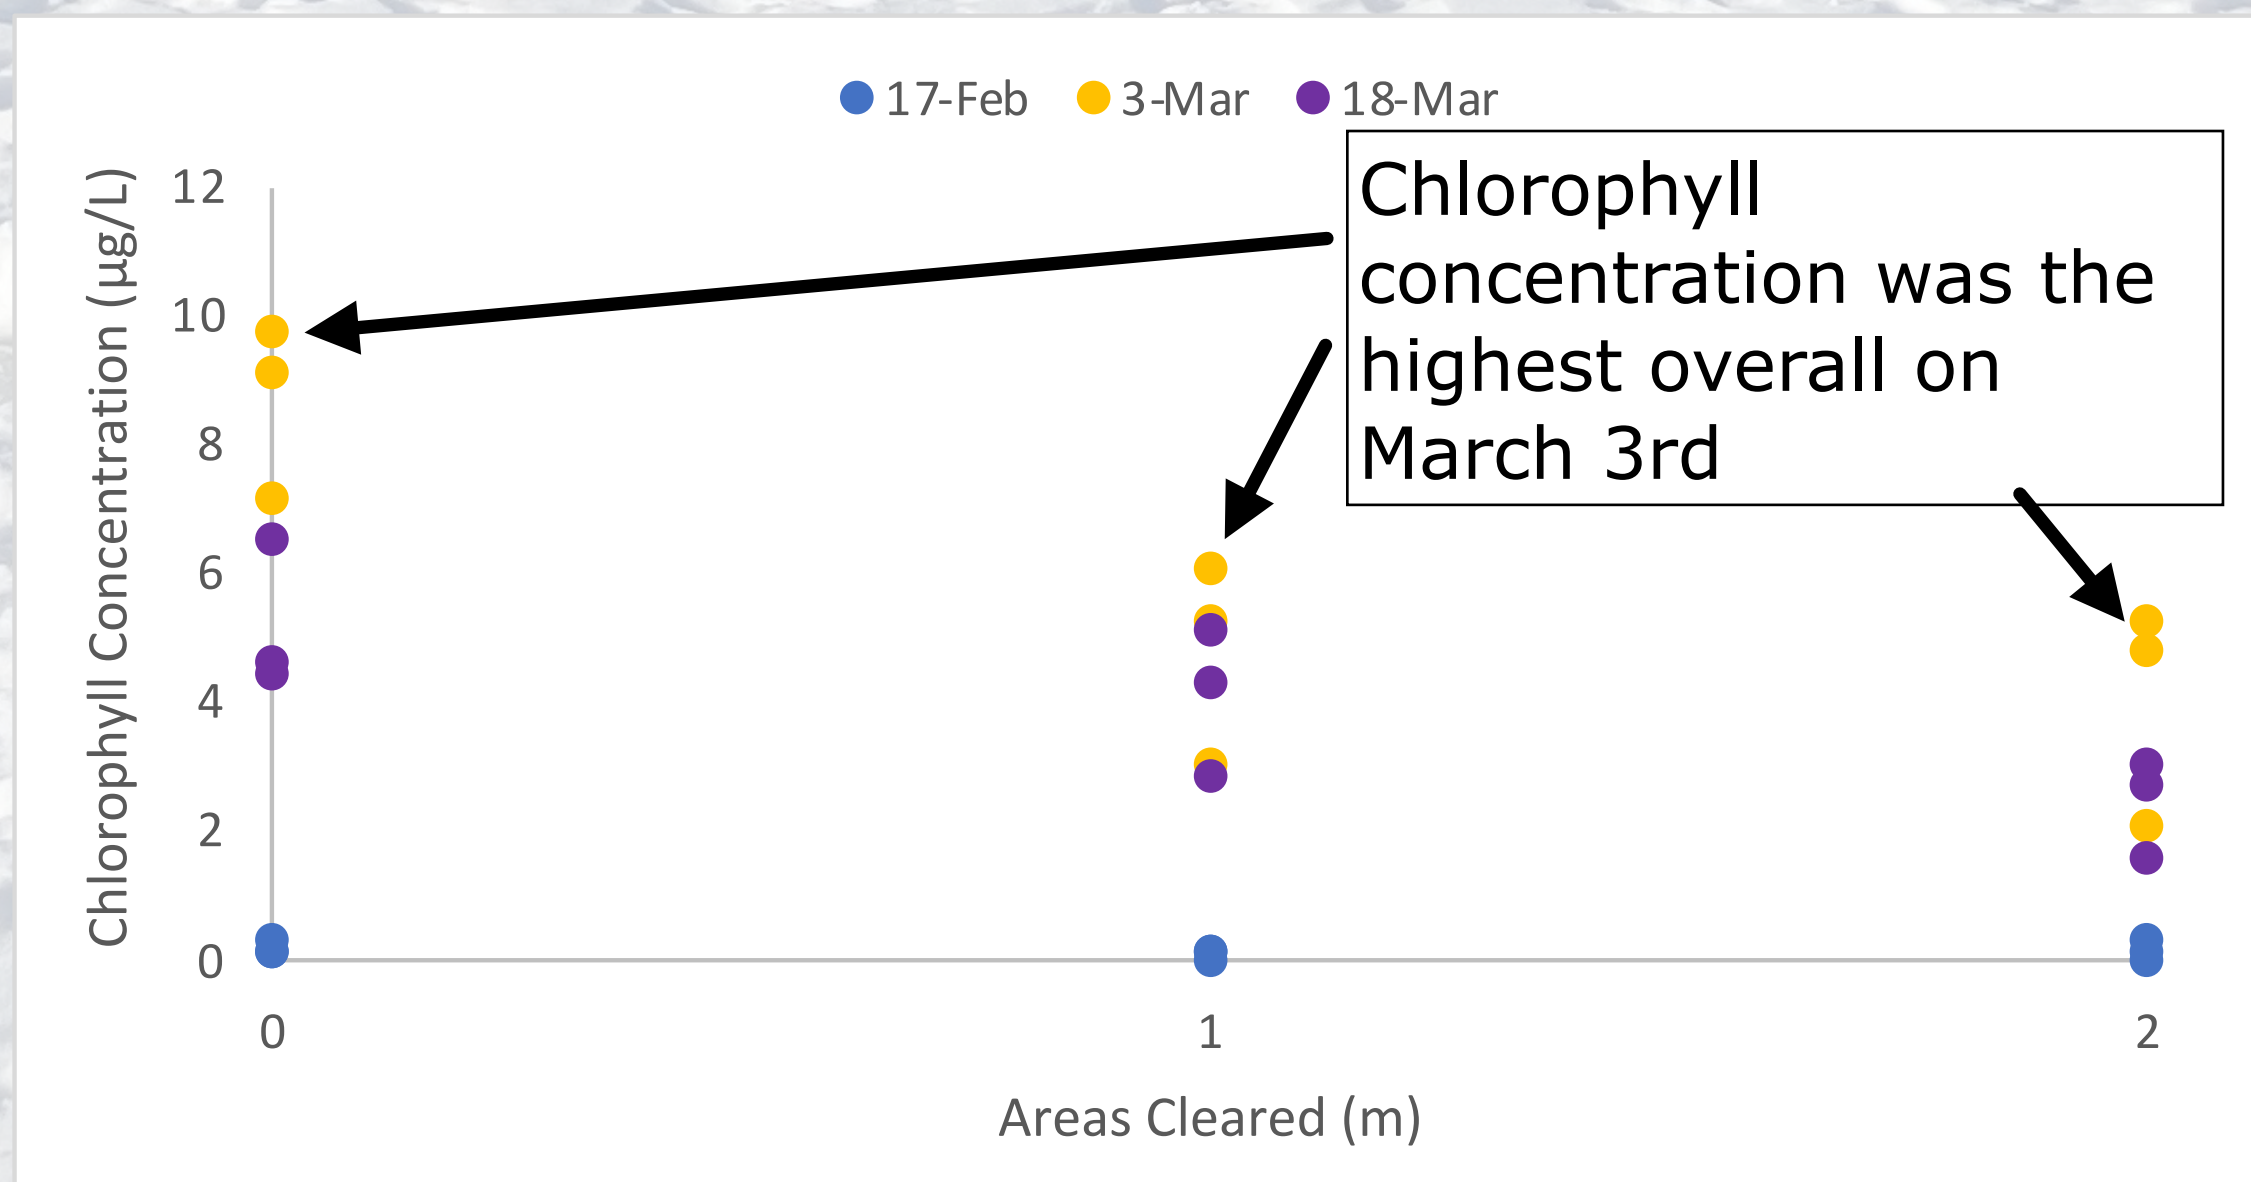 17-Feb 3-Mar 18-Mar
Chlorophyll
concentration was the
highest overall on
March 3rd
Chlorophyll Concentration (µg/L)
12
10
8
6
4
2
0
0 1 2
Areas Cleared (m)